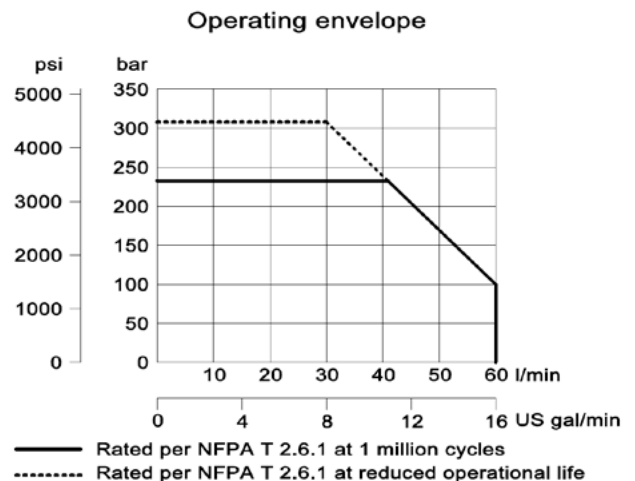 Operating envelope
psi
bar
5000
4000
3000
2000
1000
0
350
300
250
200
150
100
50
0
10 20 30 40 50 60 l/min
0 4 8 12 16 US gal/min
Rated per NFPA T 2.6.1 at 1 million cycles
Rated per NFPA T 2.6.1 at reduced operational life